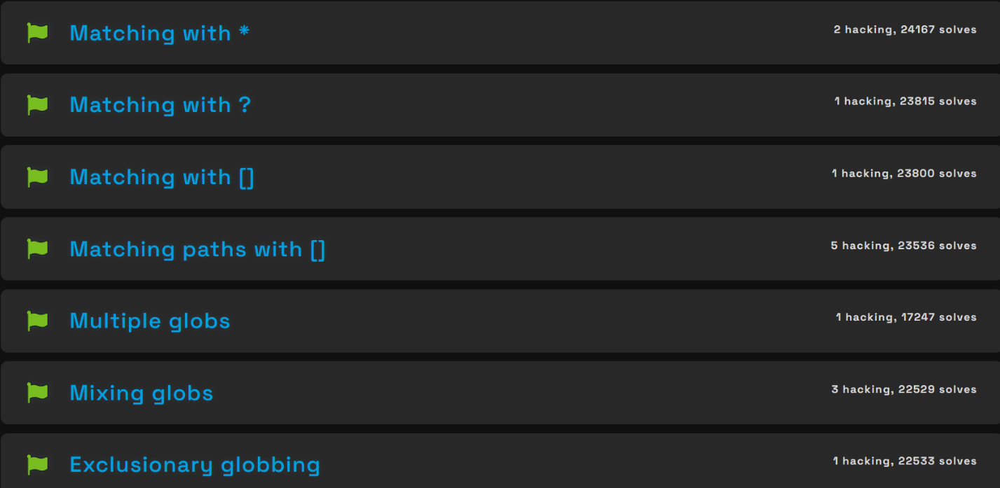 Matching with *
2 hacking, 24167 solves
Matching with ?
1 hacking, 23815 solves
Matching with []
1 hacking, 23800 solves
Matching paths with []
5 hacking, 23536 solves
Multiple globs
1 hacking, 17247 solves
Mixing globs
3 hacking, 22529 solves
Exclusionary globbing
1 hacking, 22533 solves